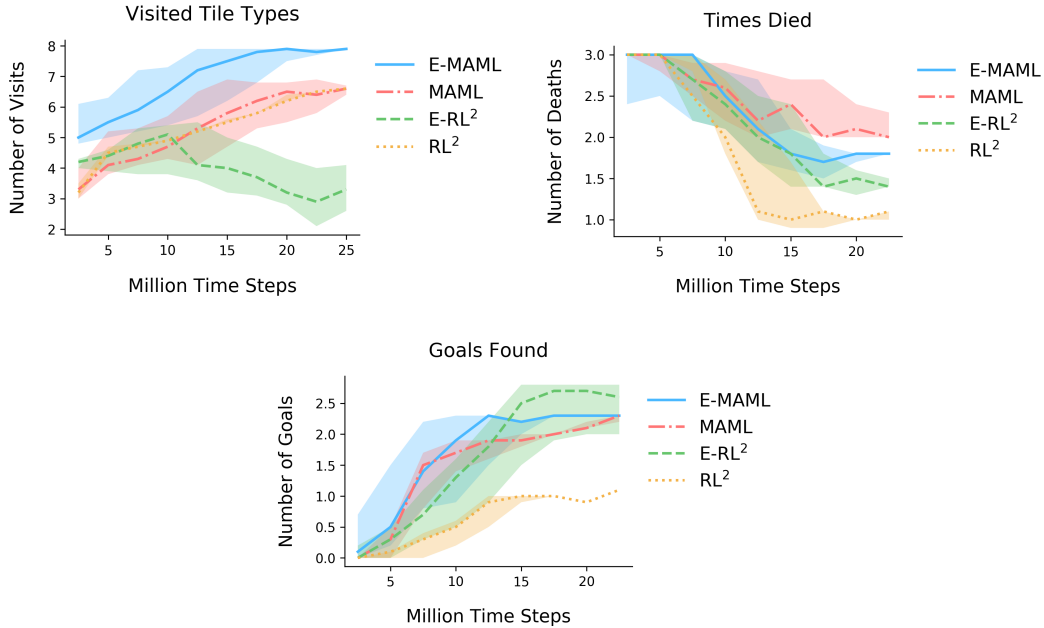 Visited Tile Types
Number of Visits
8
7
6
5
4
3
2
5
10
15
20
25
Million Time Steps
E-MAML
MAML
E-RL²
RL²
Times Died
Number of Deaths
3.0
2.5
2.0
1.5
1.0
5
10
15
20
Million Time Steps
E-MAML
MAML
E-RL²
RL²
Goals Found
Number of Goals
2.5
2.0
1.5
1.0
0.5
0.0
5
10
15
20
Million Time Steps
E-MAML
MAML
E-RL²
RL²